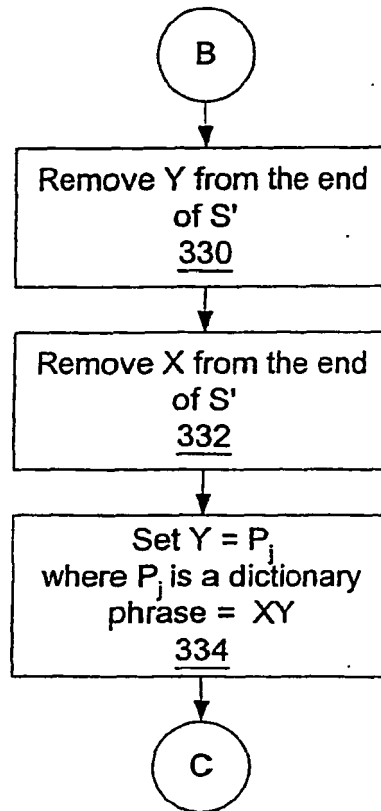 B
Remove Y from the end
of S'
330
Remove X from the end
of S'
332
Set Y = Pj
where Pj is a dictionary
phrase = XY
334
C